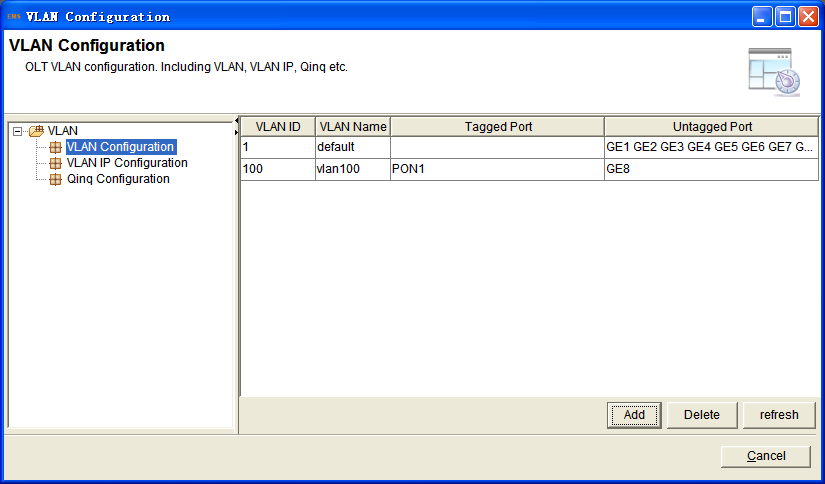 EMS VLAN Configuration
VLAN Configuration
OLT VLAN configuration. Including VLAN, VLAN IP, Qinq etc.
VLAN
VLAN Configuration
VLAN IP Configuration
Qinq Configuration
VLAN ID VLAN Name Tagged Port Untagged Port
1 default GE1 GE2 GE3 GE4 GE5 GE6 GE7 G...
100 vlan100 PON1 GE8
Add Delete refresh
Cancel